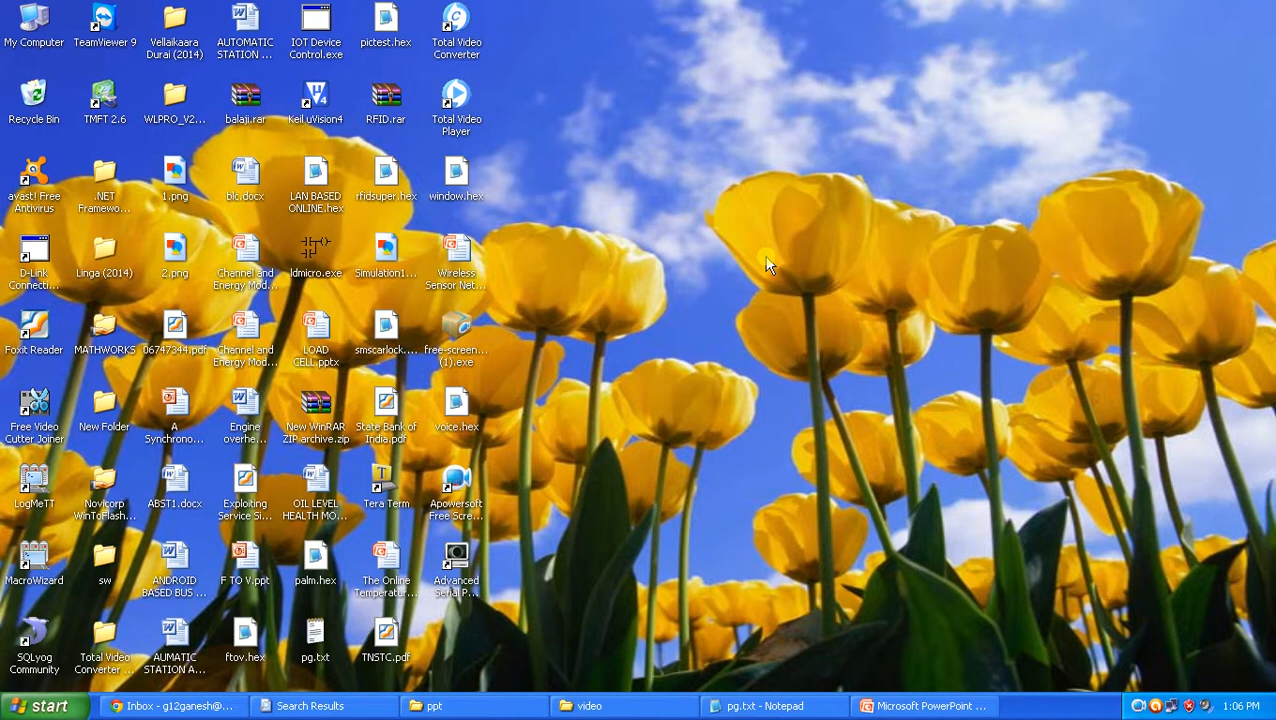 My Computer
TeamViewer 9
Vellaikaara
Durai (2014)
AUTOMATIC
STATION ...
IOT Device
Control.exe
pictest.hex
Total Video
Converter
Recycle Bin
TMFT 2.6
WLPRO_V2...
balaji.rar
Keil uVision4
RFID.rar
Total Video
Player
avast! Free
Antivirus
.NET
Framewo...
1.png
blc.docx
LAN BASED
ONLINE.hex
rfidsuper.hex
window.hex
D-Link
Connecti...
Linga (2014)
2.png
Channel and
Energy Mod...
ldmicro.exe
Simulation1...
Wireless
Sensor Net...
Foxit Reader
MATHWORKS
06747344.pdf
Channel and
Energy Mod...
LOAD
CELL.pptx
smscarlock....
free-screen...
(1).exe
Free Video
Cutter Joiner
New Folder
A
Synchrono...
Engine
overhe...
New WinRAR
ZIP archive.zip
State Bank of
India.pdf
voice.hex
LogMeTT
Novicorp
WinToFlash...
ABST1.docx
Exploiting
Service Si...
OIL LEVEL
HEALTH MO...
Tera Term
Apowersoft
Free Scre...
MacroWizard
sw
ANDROID
BASED BUS ...
F TO V.ppt
palm.hex
The Online
Temperatur...
Advanced
Serial P...
SQLyog
Community
Total Video
Converter ...
AUMATIC
STATION A...
ftov.hex
pg.txt
TNSTC.pdf
start
Inbox - g12ganesh@...
Search Results
ppt
video
pg.txt - Notepad
Microsoft PowerPoint ...
1:06 PM